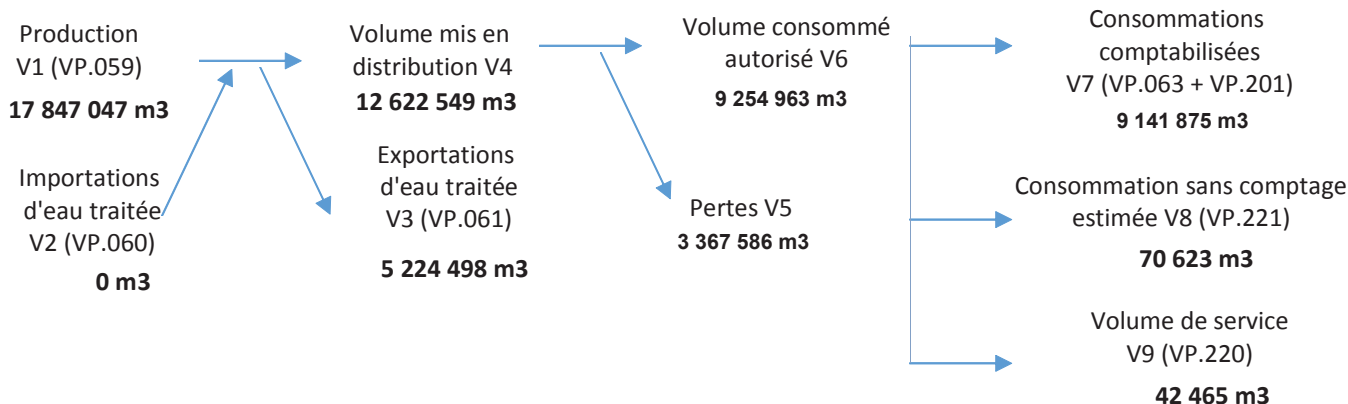 Production
V1 (VP.059)
17 847 047 m3
Importations
d'eau traitée
V2 (VP.060)
0 m3
Volume mis en
distribution V4
12 622 549 m3
Exportations
d'eau traitée
V3 (VP.061)
5 224 498 m3
Volume consommé
autorisé V6
9 254 963 m3
Pertes V5
3 367 586 m3
Consommations
comptabilisées
V7 (VP.063 + VP.201)
9 141 875 m3
Consommation sans comptage
estimée V8 (VP.221)
70 623 m3
Volume de service
V9 (VP.220)
42 465 m3